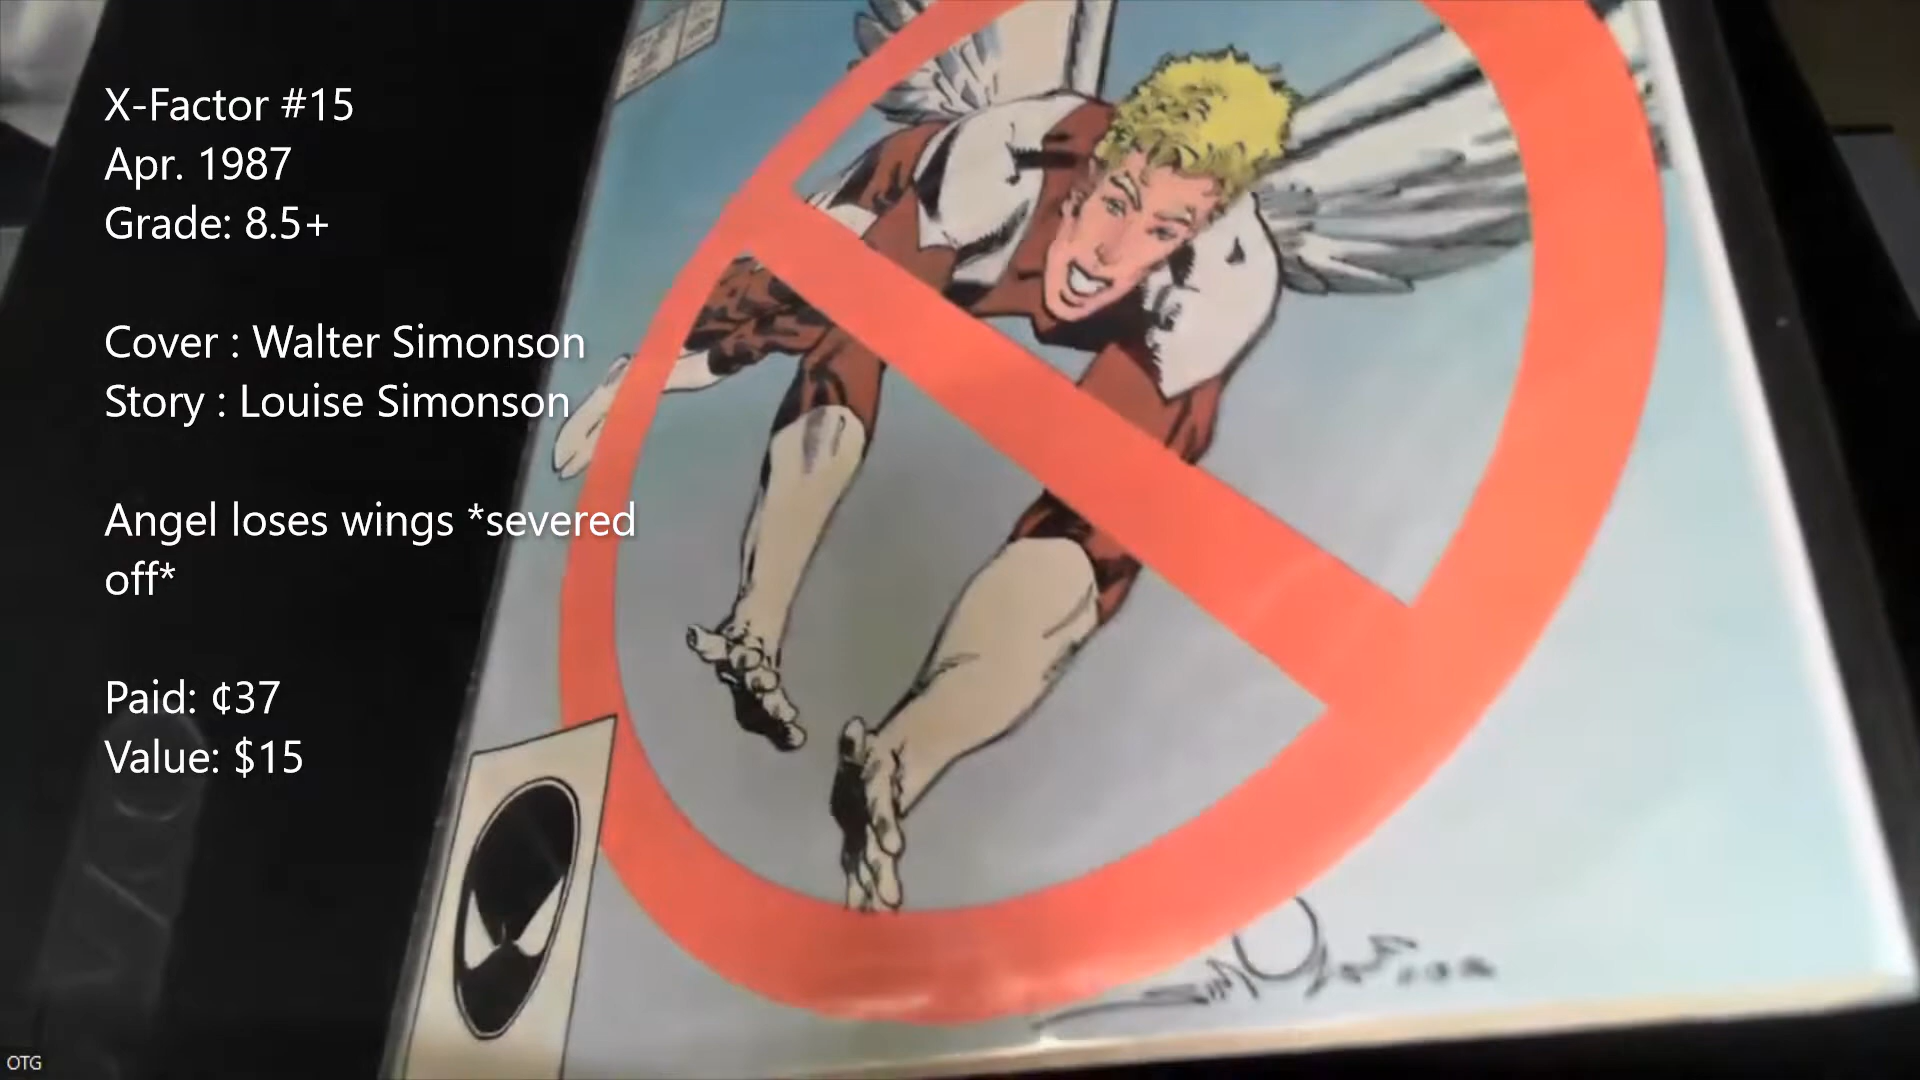 X-Factor #15
Apr. 1987
Grade: 8.5+
Cover : Walter Simonson
Story : Louise Simonson
Angel loses wings *severed
off*
Paid: ¢37
Value: $15
OTG